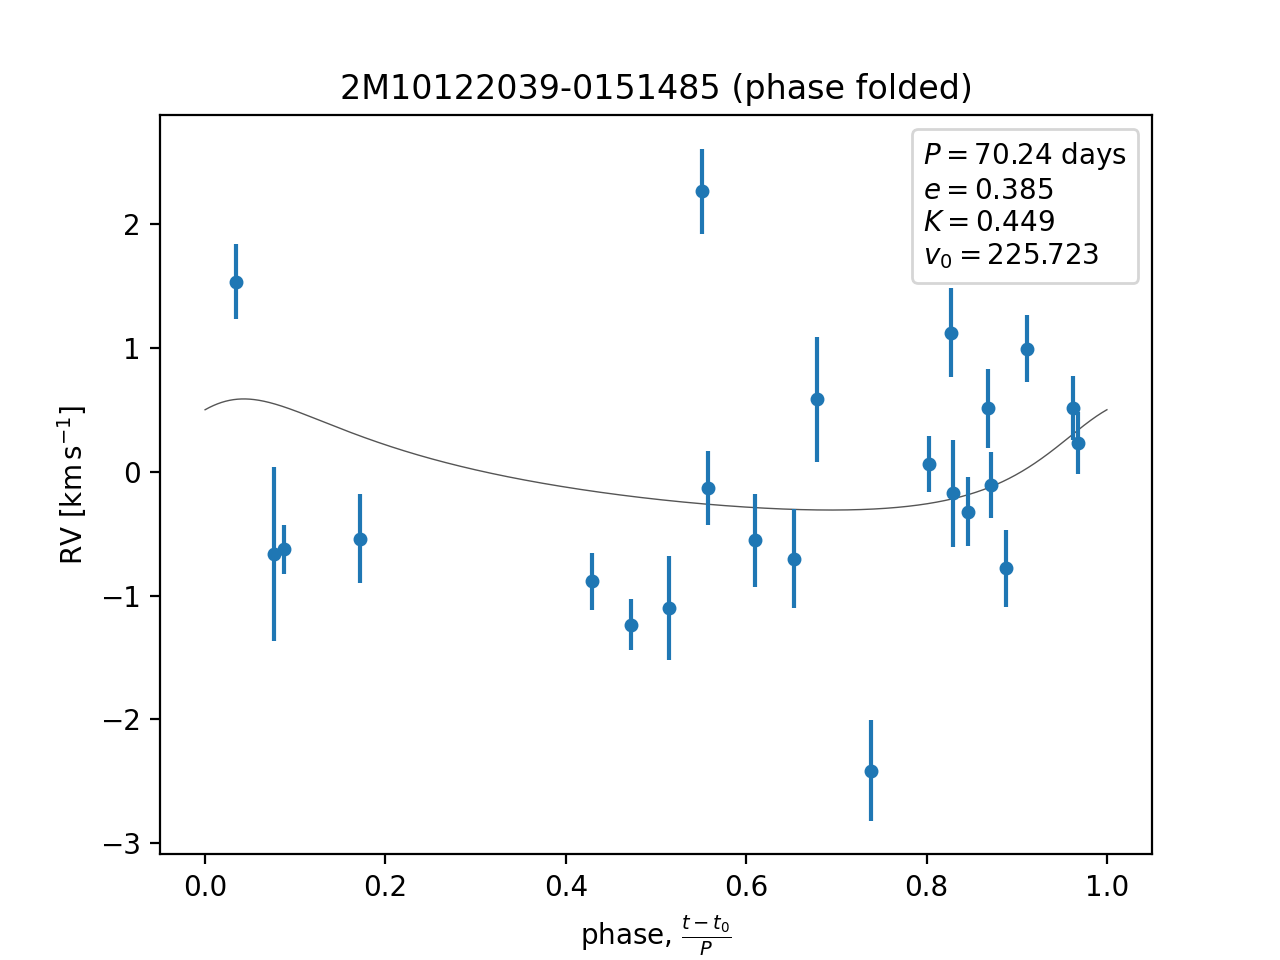 2M10122039-0151485 (phase folded)
P = 70.24 days
e = 0.385
K = 0.449
v₀ = 225.723
RV [km s⁻¹]
2
1
0
−1
−2
−3
0.0 0.2 0.4 0.6 0.8 1.0
phase, (t − t₀)/P